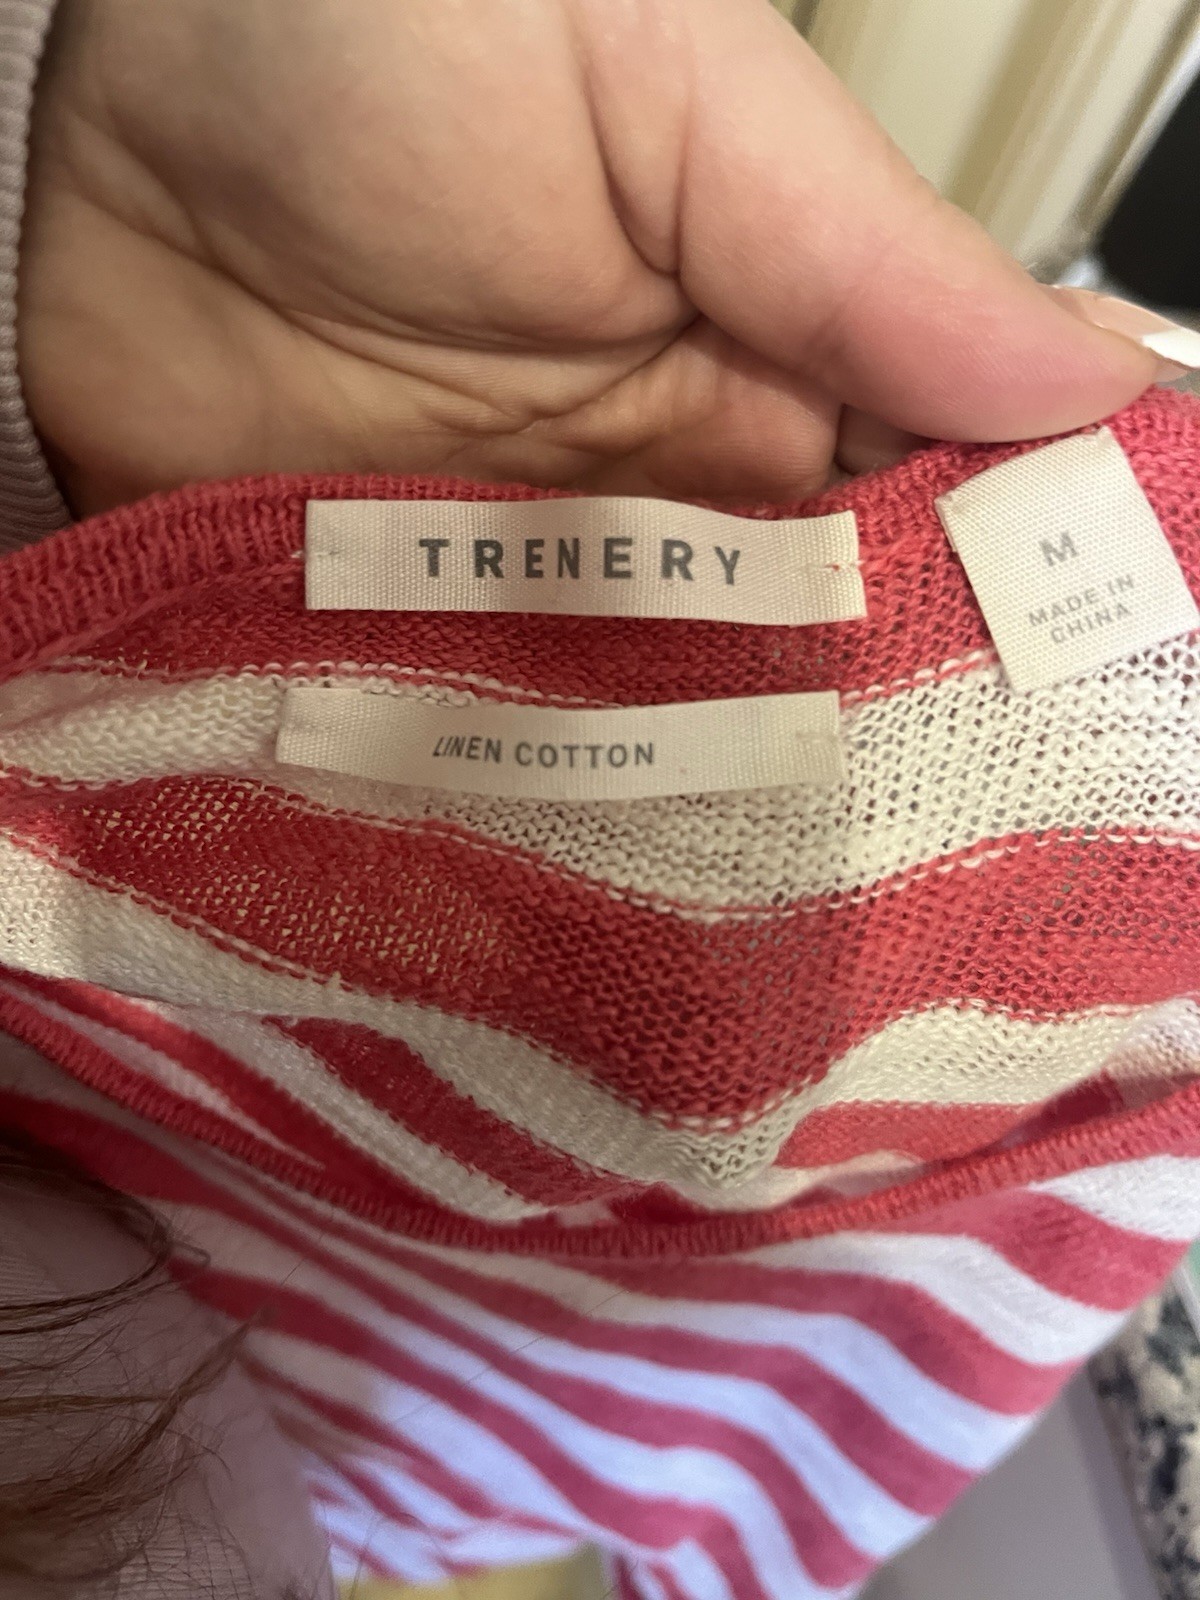 TRENERY
M
MADE IN
CHINA
LINEN COTTON